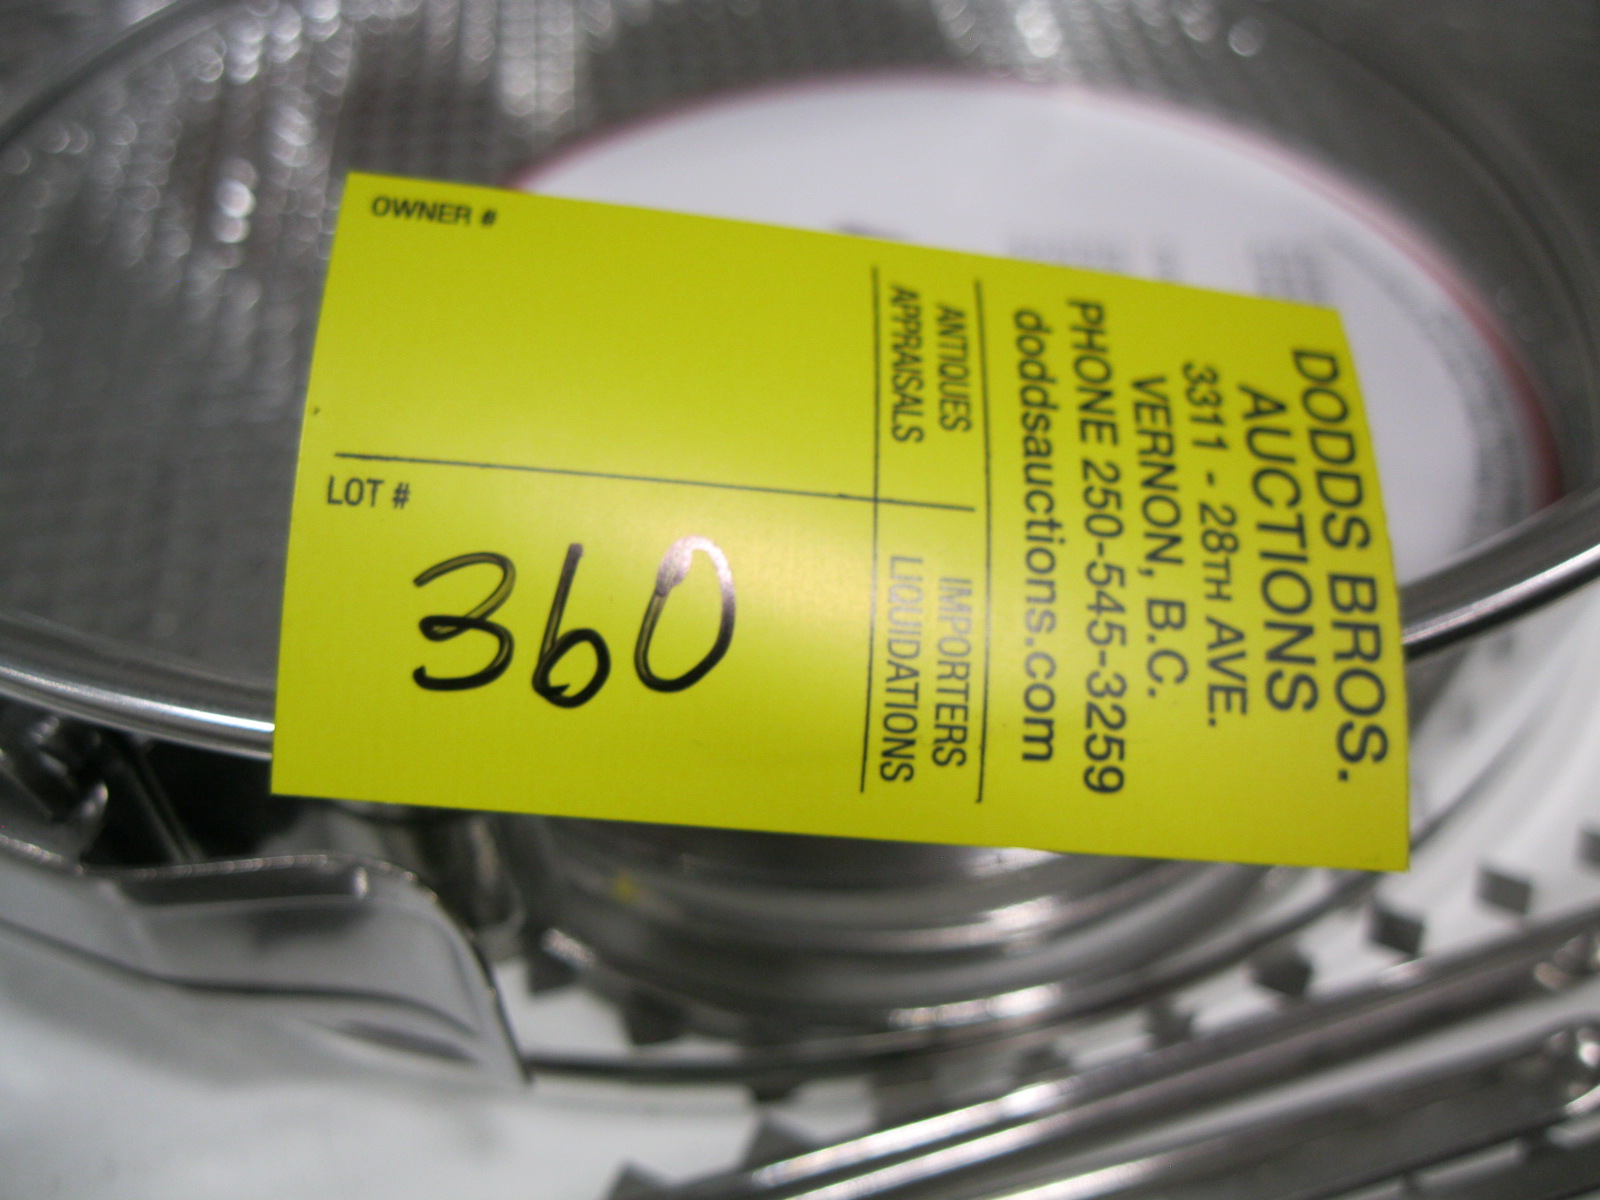 OWNER #
LOT #
360
DODDS BROS.
AUCTIONS
3311 - 28TH AVE.
VERNON, B.C.
PHONE 250-545-3259
doddsauctions.com
ANTIQUES IMPORTERS
APPRAISALS LIQUIDATIONS